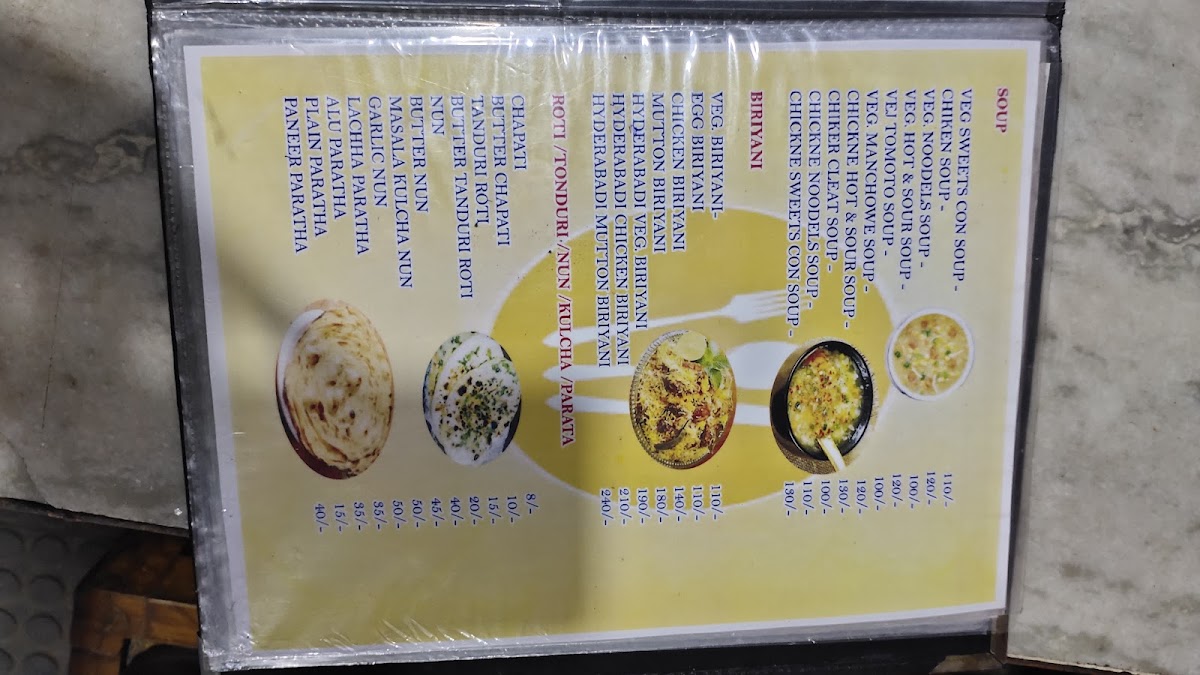 SOUP
VEG SWEETS CON SOUP - 110/-
CHIKEN SOUP - 120/-
VEG. NOODELS SOUP - 100/-
VEG. HOT & SOUR SOUP - 120/-
VEJ TOMOTO SOUP - 100/-
VEG. MANCHOWE SOUP - 120/-
CHICKNE HOT & SOUR SOUP - 130/-
CHIKER CLEAT SOUP - 100/-
CHICKNE NOODELS SOUP - 110/-
CHICKNE SWEETS CON SOUP - 130/-
BIRIYANI
VEG. BIRIYANI- 110/-
EGG BIRIYANI 110/-
CHICKEN BIRIYANI 140/-
MUTTON BIRIYANI 180/-
HYDERABADI VEG. BIRIYANI 190/-
HYDERABADI CHICKEN BIRIYANI 210/-
HYDERABADI MUTTON BIRIYANI 240/-
ROTI /TONDURI /NUN /KULCHA /PARATA
CHAPATI 8/-
BUTTER CHAPATI 10/-
TANDURI ROTI 15/-
BUTTER TANDURI ROTI 20/-
NUN 40/-
BUTTER NUN 45/-
MASALA KULCHA NUN 50/-
GARLIC NUN 50/-
LACHHA PARATHA 35/-
ALU PARATHA 35/-
PLAIN PARATHA 15/-
PANEER PARATHA 40/-